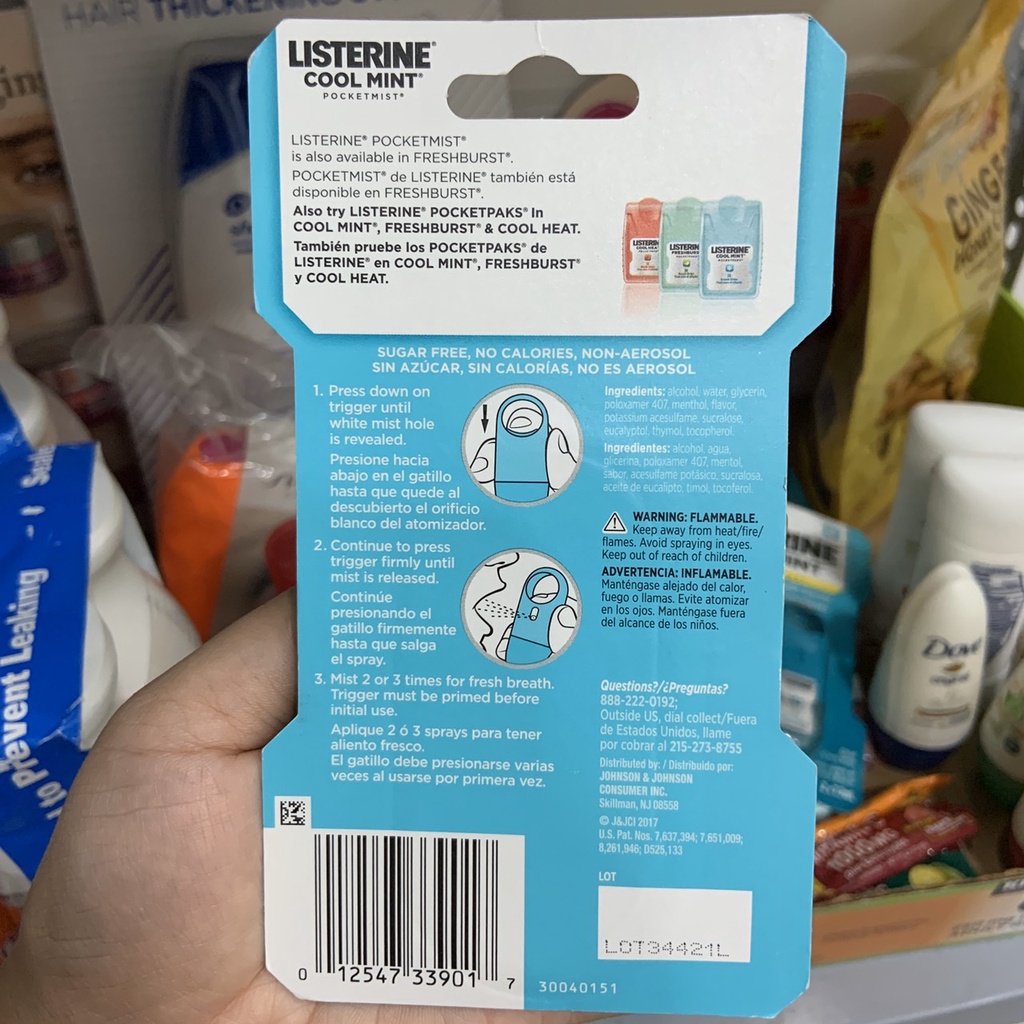 HAIR THICKENING
LISTERINE®
COOL MINT®
POCKETMIST®
LISTERINE® POCKETMIST®
is also available in FRESHBURST®.
POCKETMIST® de LISTERINE® también está
disponible en FRESHBURST®.
Also try LISTERINE® POCKETPAKS® In
COOL MINT®, FRESHBURST® & COOL HEAT.
También pruebe los POCKETPAKS® de
LISTERINE® en COOL MINT®, FRESHBURST®
y COOL HEAT.
LISTERINE
COOL HEAT
LISTERINE
FRESHBURST
LISTERINE
COOL MINT
SUGAR FREE, NO CALORIES, NON-AEROSOL
SIN AZÚCAR, SIN CALORÍAS, NO ES AEROSOL
1. Press down on
trigger until
white mist hole
is revealed.
Presione hacia
abajo en el gatillo
hasta que quede al
descubierto el orificio
blanco del atomizador.
2. Continue to press
trigger firmly until
mist is released.
Continúe
presionando el
gatillo firmemente
hasta que salga
el spray.
3. Mist 2 or 3 times for fresh breath.
Trigger must be primed before
initial use.
Aplique 2 ó 3 sprays para tener
aliento fresco.
El gatillo debe presionarse varias
veces al usarse por primera vez.
Ingredients: alcohol, water, glycerin,
poloxamer 407, menthol, flavor,
potassium acesulfame, sucralose,
eucalyptol, thymol, tocopherol.
Ingredientes: alcohol, agua,
glicerina, poloxamer 407, mentol,
sabor, acesulfame potásico, sucralosa,
aceite de eucalipto, timol, tocoferol.
WARNING: FLAMMABLE.
Keep away from heat/fire/
flames. Avoid spraying in eyes.
Keep out of reach of children.
ADVERTENCIA: INFLAMABLE.
Manténgase alejado del calor,
fuego o llamas. Evite atomizar
en los ojos. Manténgase fuera
del alcance de los niños.
Questions?/¿Preguntas?
888-222-0192;
Outside US, dial collect/Fuera
de Estados Unidos, llame
por cobrar al 215-273-8755
Distributed by: / Distribuido por:
JOHNSON & JOHNSON
CONSUMER INC.
Skillman, NJ 08558
© J&JCI 2017
U.S. Pat. Nos. 7,637,394; 7,651,009;
8,261,946; D525,133
LOT
LOT34421L
0 12547 33901 7
30040151
to Prevent Leaking
GINGER
Dove